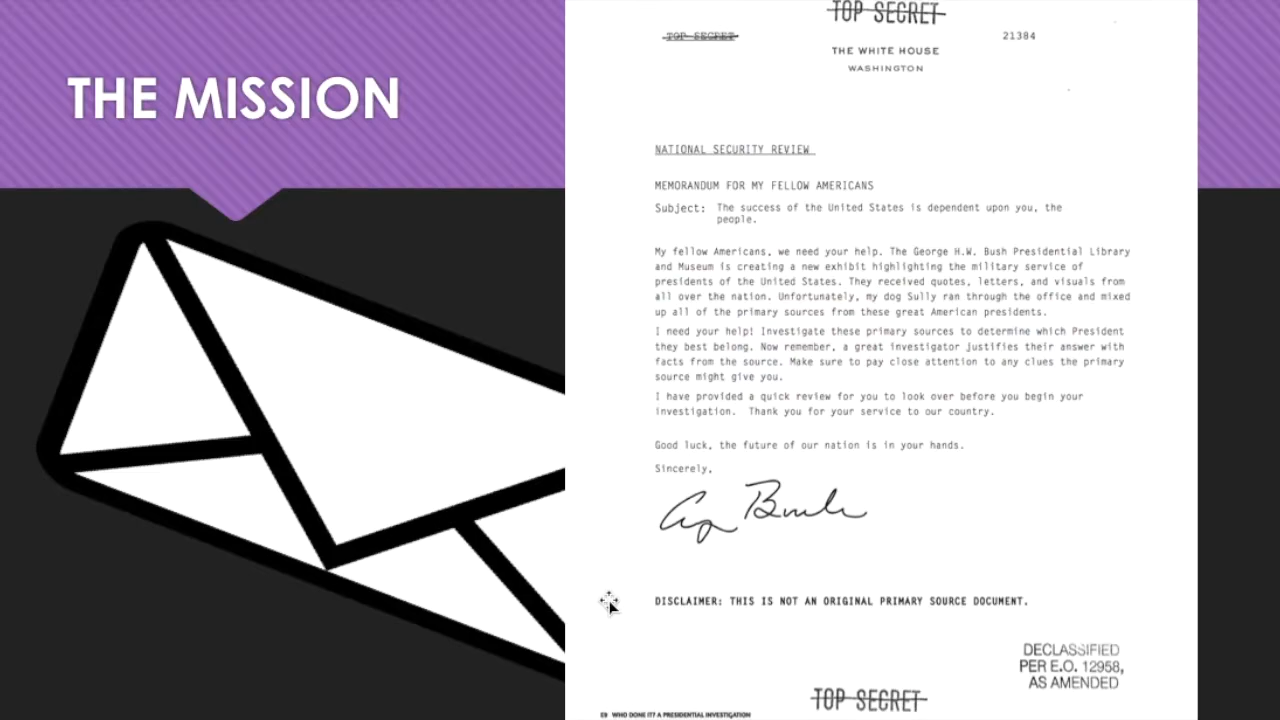 THE MISSION
TOP SECRET
TOP SECRET
21384
THE WHITE HOUSE
WASHINGTON
NATIONAL SECURITY REVIEW
MEMORANDUM FOR MY FELLOW AMERICANS
Subject: The success of the United States is dependent upon you, the
people.
My fellow Americans, we need your help. The George H.W. Bush Presidential Library
and Museum is creating a new exhibit highlighting the military service of
presidents of the United States. They received quotes, letters, and visuals from
all over the nation. Unfortunately, my dog Sully ran through the office and mixed
up all of the primary sources from these great American presidents.
I need your help! Investigate these primary sources to determine which President
they best belong. Now remember, a great investigator justifies their answer with
facts from the source. Make sure to pay close attention to any clues the primary
source might give you.
I have provided a quick review for you to look over before you begin your
investigation. Thank you for your service to our country.
Good luck, the future of our nation is in your hands.
Sincerely,
DISCLAIMER: THIS IS NOT AN ORIGINAL PRIMARY SOURCE DOCUMENT.
DECLASSIFIED
PER E.O. 12958,
AS AMENDED
TOP SECRET
WHO DONE IT? A PRESIDENTIAL INVESTIGATION